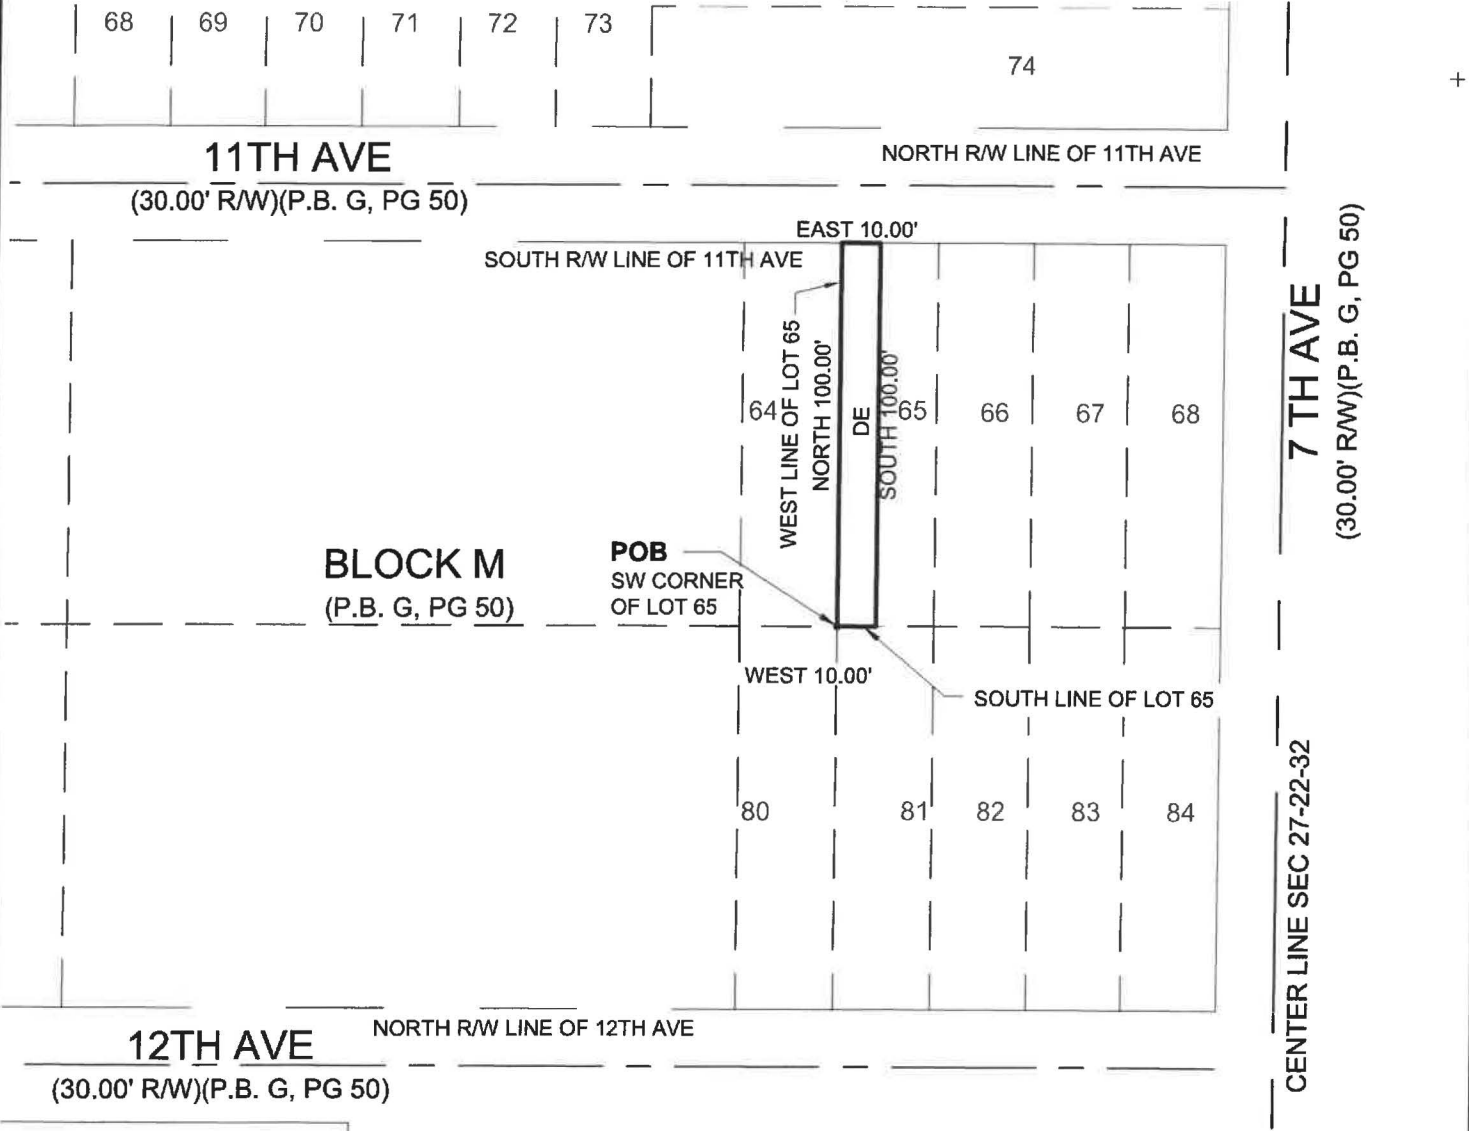 68
69
70
71
72
73
74
11TH AVE
(30.00' R/W)(P.B. G, PG 50)
NORTH R/W LINE OF 11TH AVE
EAST 10.00'
SOUTH R/W LINE OF 11TH AVE
WEST LINE OF LOT 65
NORTH 100.00'
DE
SOUTH 100.00'
64
65
66
67
68
7 TH AVE
(30.00' R/W)(P.B. G, PG 50)
BLOCK M
(P.B. G, PG 50)
POB
SW CORNER
OF LOT 65
WEST 10.00'
SOUTH LINE OF LOT 65
80
81
82
83
84
CENTER LINE SEC 27-22-32
NORTH R/W LINE OF 12TH AVE
12TH AVE
(30.00' R/W)(P.B. G, PG 50)